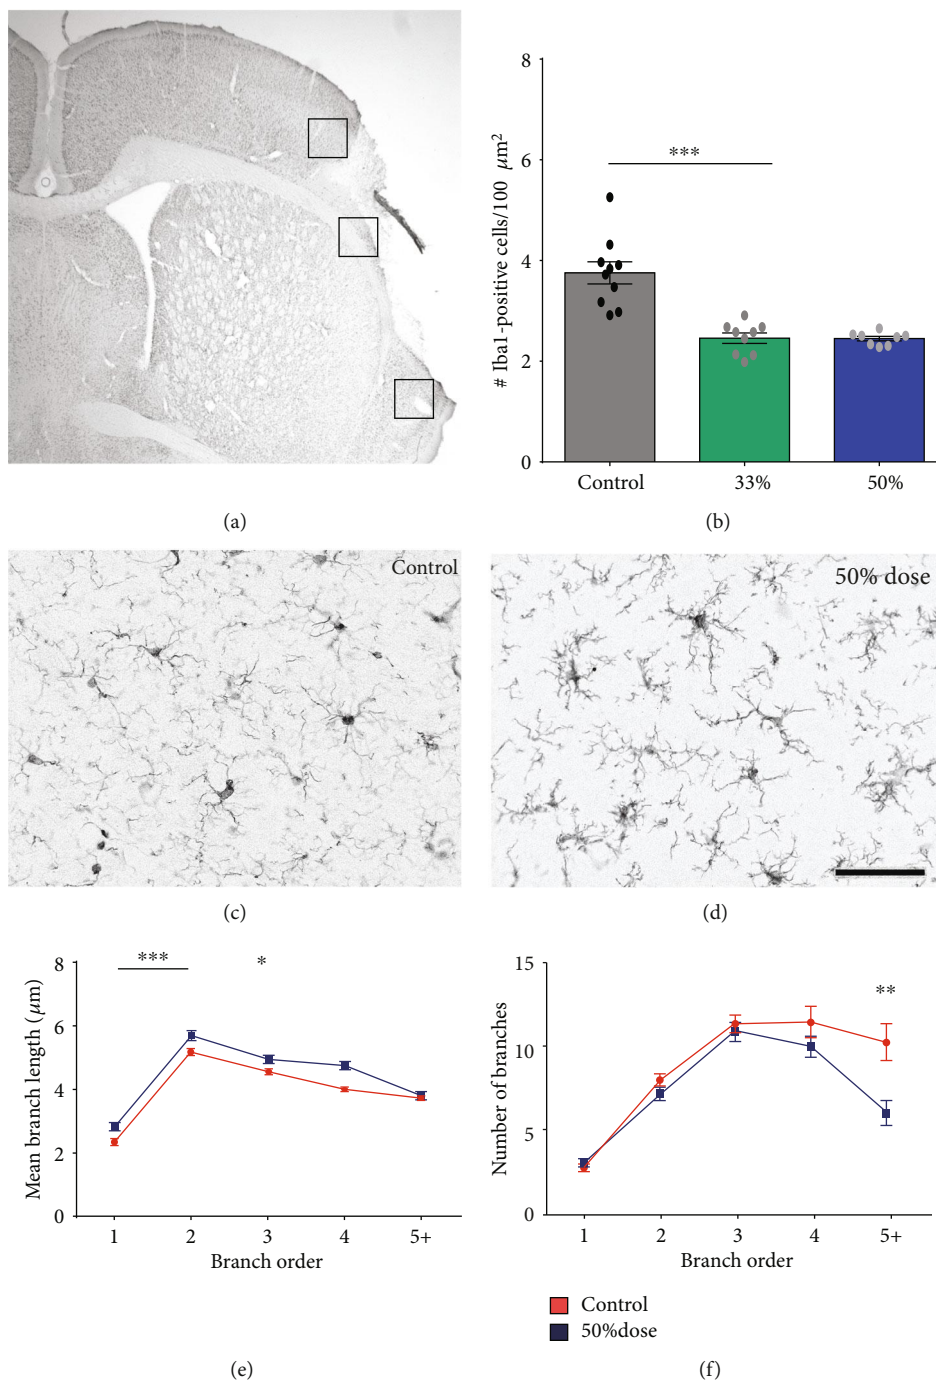 (a)
8
6
4
2
0
# Iba1-positive cells/100 μm2
***
Control
33%
50%
(b)
Control
(c)
50% dose
(d)
8
6
4
2
0
Mean branch length (μm)
***
*
1
2
3
4
5+
Branch order
(e)
15
10
5
0
Number of branches
**
1
2
3
4
5+
Branch order
Control
50%dose
(f)